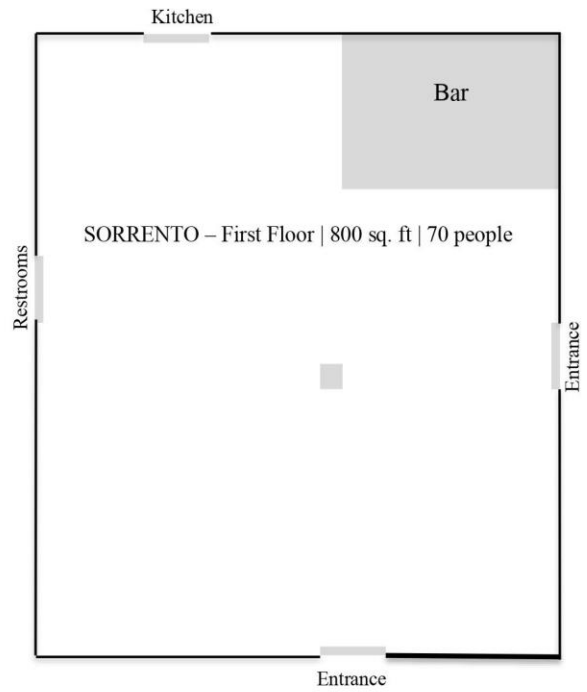 Kitchen
Bar
SORRENTO – First Floor | 800 sq. ft | 70 people
Restrooms
Entrance
Entrance